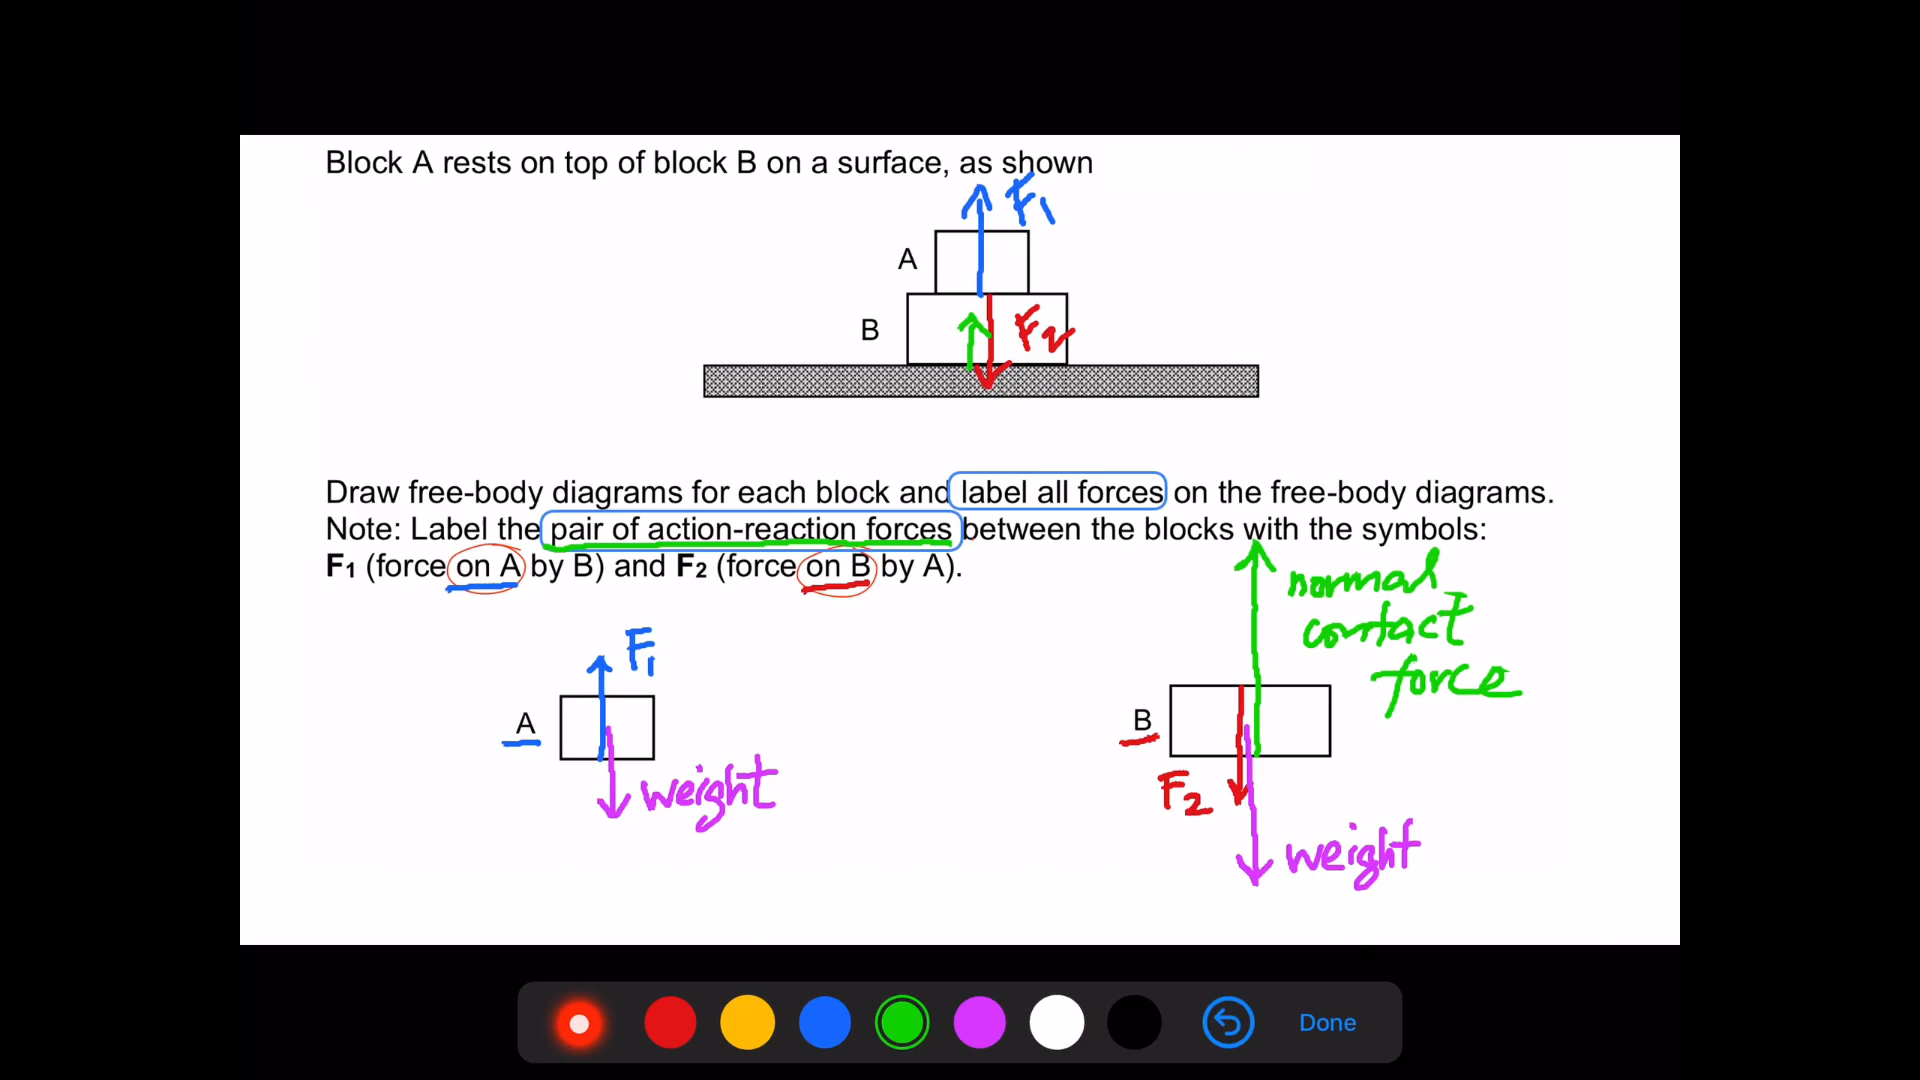 Block A rests on top of block B on a surface, as shown
F1
A
B
F2
Draw free-body diagrams for each block and label all forces on the free-body diagrams.
Note: Label the pair of action-reaction forces between the blocks with the symbols:
F1 (force on A by B) and F2 (force on B by A).
normal
contact
force
F1
A
weight
B
F2
weight
Done